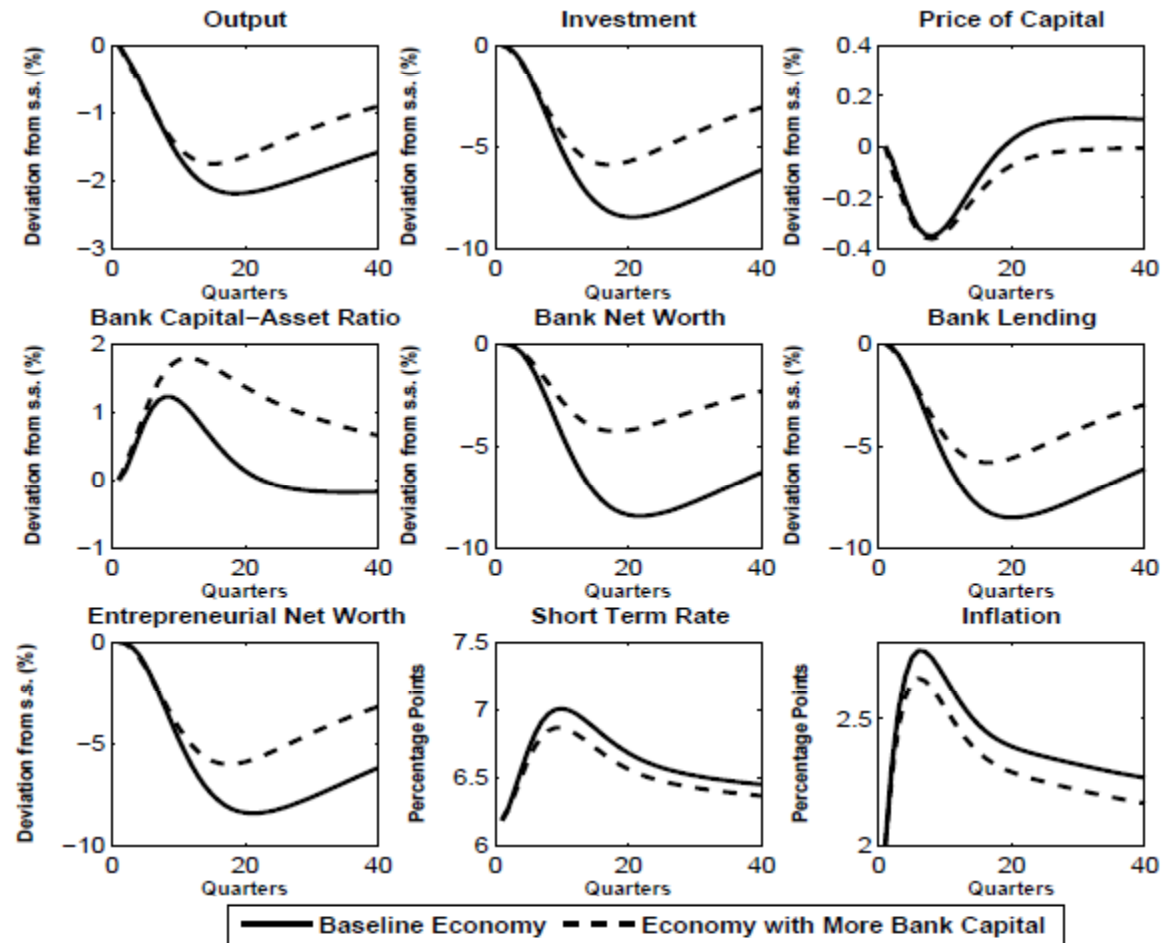 Output
Investment
Price of Capital
Deviation from s.s. (%)
0
−1
−2
−3
0
20
40
Quarters
Deviation from s.s. (%)
0
−5
−10
0
20
40
Quarters
Deviation from s.s. (%)
0.4
0.2
0
−0.2
−0.4
0
20
40
Quarters
Bank Capital−Asset Ratio
Bank Net Worth
Bank Lending
Deviation from s.s. (%)
2
1
0
−1
0
20
40
Quarters
Deviation from s.s. (%)
0
−5
−10
0
20
40
Quarters
Deviation from s.s. (%)
0
−5
−10
0
20
40
Quarters
Entrepreneurial Net Worth
Short Term Rate
Inflation
Deviation from s.s. (%)
0
−5
−10
0
20
40
Quarters
Percentage Points
7.5
7
6.5
6
0
20
40
Quarters
Percentage Points
2.5
2
0
20
40
Quarters
Baseline Economy
Economy with More Bank Capital